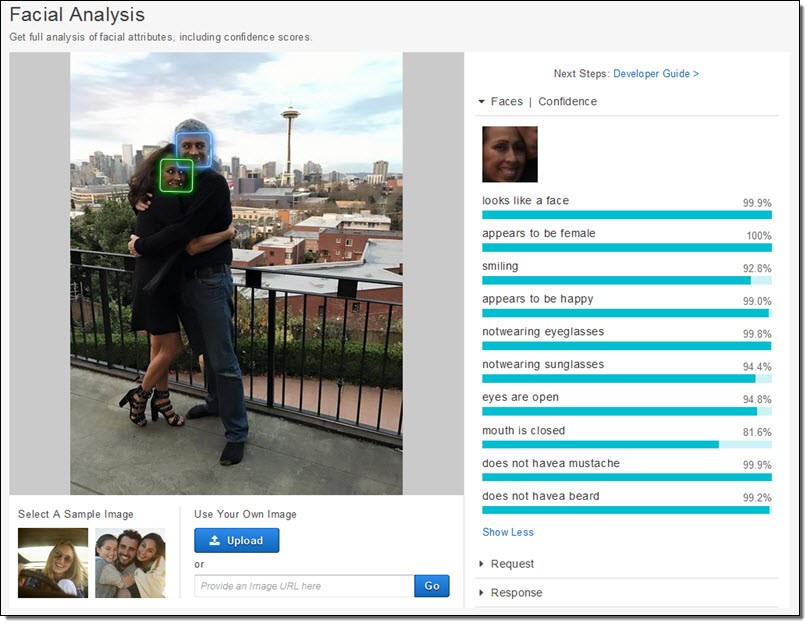 Facial Analysis
Get full analysis of facial attributes, including confidence scores.
Next Steps: Developer Guide >
Faces | Confidence
looks like a face 99.9%
appears to be female 100%
smiling 92.8%
appears to be happy 99.0%
notwearing eyeglasses 99.8%
notwearing sunglasses 94.4%
eyes are open 94.8%
mouth is closed 81.6%
does not havea mustache 99.9%
does not havea beard 99.2%
Show Less
Request
Response
Select A Sample Image
Use Your Own Image
Upload
or
Provide an Image URL here
Go